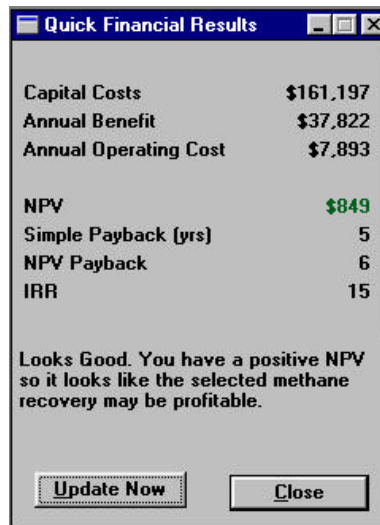 Quick Financial Results
Capital Costs $161,197
Annual Benefit $37,822
Annual Operating Cost $7,893
NPV $849
Simple Payback (yrs) 5
NPV Payback 6
IRR 15
Looks Good. You have a positive NPV
so it looks like the selected methane
recovery may be profitable.
Update Now Close